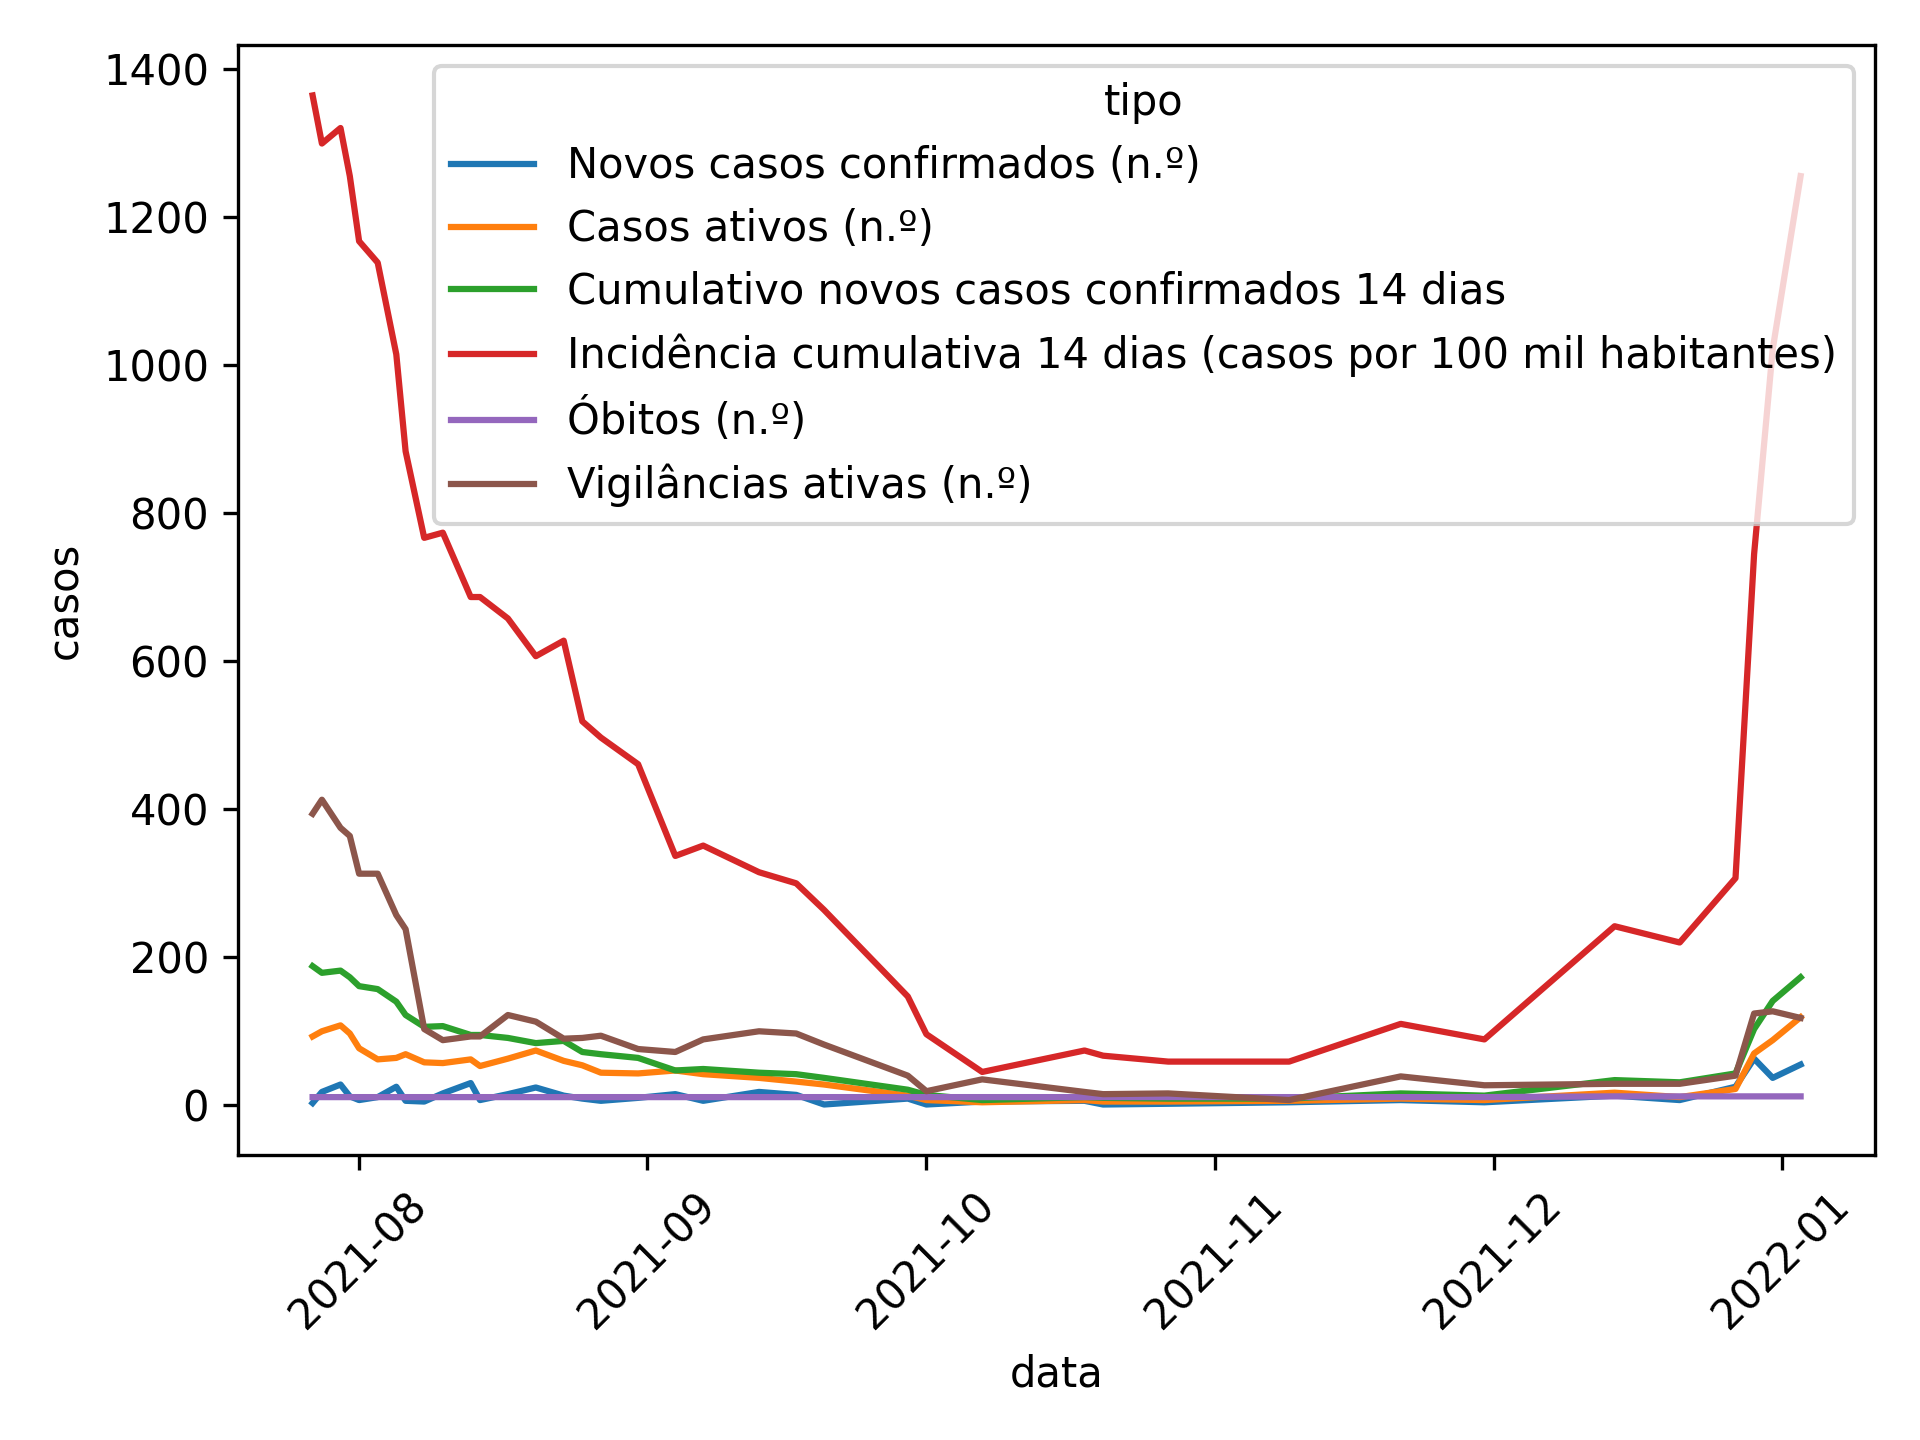 tipo
Novos casos confirmados (n.º)
Casos ativos (n.º)
Cumulativo novos casos confirmados 14 dias
Incidência cumulativa 14 dias (casos por 100 mil habitantes)
Óbitos (n.º)
Vigilâncias ativas (n.º)
1400
1200
1000
800
600
400
200
0
casos
2021-08
2021-09
2021-10
2021-11
2021-12
2022-01
data